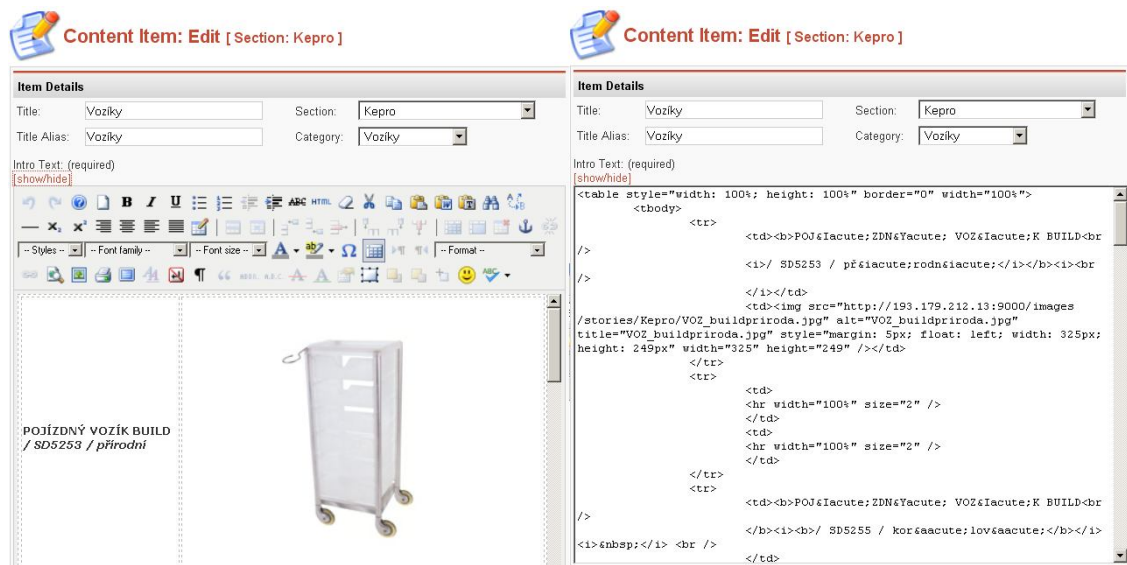 Content Item: Edit [ Section: Kepro ]
Item Details
Title: Vozíky Section: Kepro
Title Alias: Vozíky Category: Vozíky
Intro Text: (required)
[show/hide]
B I U ABC HTML
-- Styles -- -- Font family -- -- Font size -- A ab Ω -- Format --
POJÍZDNÝ VOZÍK BUILD
/ SD5253 / přírodní
Content Item: Edit [ Section: Kepro ]
Item Details
Title: Vozíky Section: Kepro
Title Alias: Vozíky Category: Vozíky
Intro Text: (required)
[show/hide]
<table style="width: 100%; height: 100%" border="0" width="100%">
<tbody>
<tr>
<td><b>POJ&Iacute;ZDN&Yacute; VOZ&Iacute;K BUILD<br
/>
<i>/ SD5253 / př&iacute;rodn&iacute;</i></b><i><br
/>
</i></td>
<td><img src="http://193.179.212.13:9000/images
/stories/Kepro/VOZ_buildpriroda.jpg" alt="VOZ_buildpriroda.jpg"
title="VOZ_buildpriroda.jpg" style="margin: 5px; float: left; width: 325px;
height: 249px" width="325" height="249" /></td>
</tr>
<tr>
<td>
<hr width="100%" size="2" />
</td>
<td>
<hr width="100%" size="2" />
</td>
</tr>
<tr>
<td><b>POJ&Iacute;ZDN&Yacute; VOZ&Iacute;K BUILD<br
/>
</b><i><b>/ SD5255 / kor&aacute;lov&aacute;</b></i>
<i>&nbsp;</i> <br />
</td>